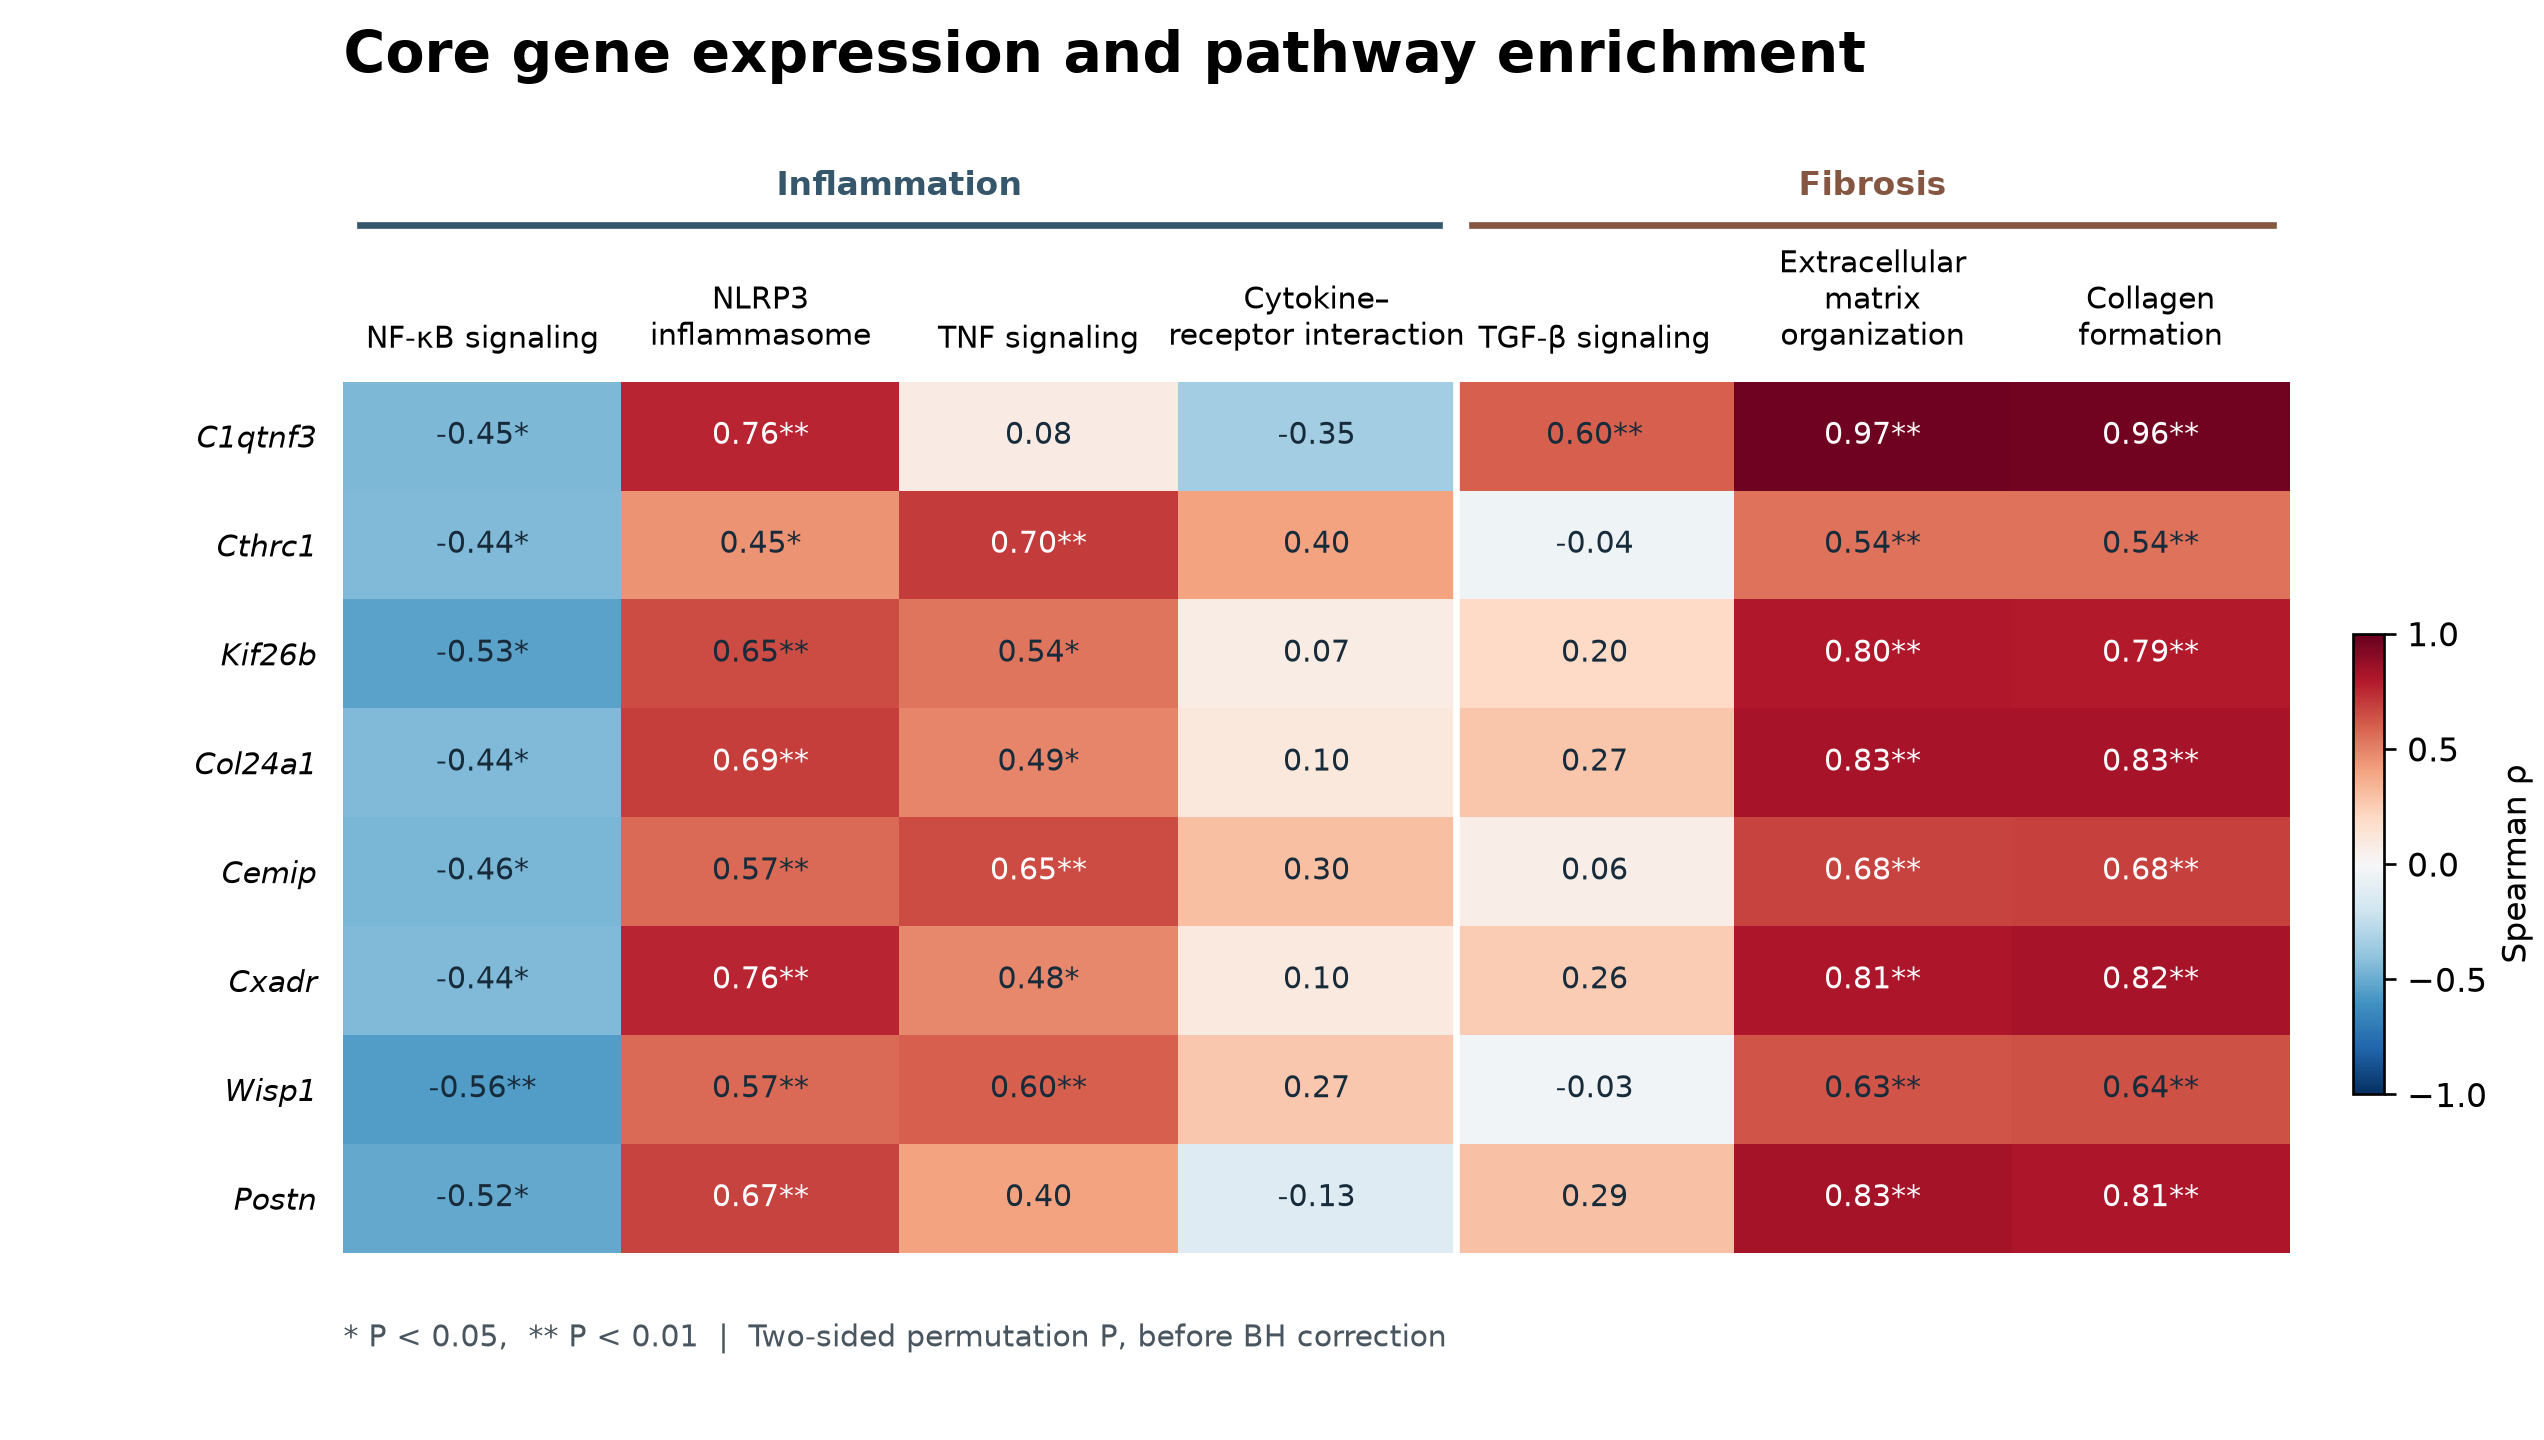 Core gene expression and pathway enrichment
Inflammation
Fibrosis
NF-κB signaling
NLRP3
inflammasome
TNF signaling
Cytokine–
receptor interaction
TGF-β signaling
Extracellular
matrix
organization
Collagen
formation
C1qtnf3 -0.45* 0.76** 0.08 -0.35 0.60** 0.97** 0.96**
Cthrc1 -0.44* 0.45* 0.70** 0.40 -0.04 0.54** 0.54**
Kif26b -0.53* 0.65** 0.54* 0.07 0.20 0.80** 0.79**
Col24a1 -0.44* 0.69** 0.49* 0.10 0.27 0.83** 0.83**
Cemip -0.46* 0.57** 0.65** 0.30 0.06 0.68** 0.68**
Cxadr -0.44* 0.76** 0.48* 0.10 0.26 0.81** 0.82**
Wisp1 -0.56** 0.57** 0.60** 0.27 -0.03 0.63** 0.64**
Postn -0.52* 0.67** 0.40 -0.13 0.29 0.83** 0.81**
1.0
0.5
0.0
−0.5
−1.0
Spearman ρ
* P < 0.05,  ** P < 0.01  |  Two-sided permutation P, before BH correction